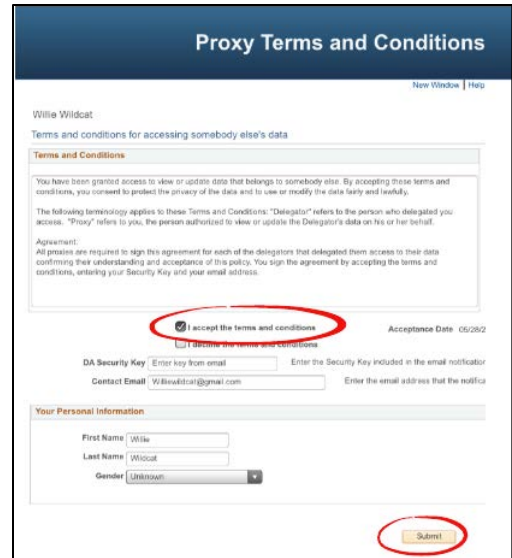 Proxy Terms and Conditions
New Window | Help
Willie Wildcat
Terms and conditions for accessing somebody else's data
Terms and Conditions
You have been granted access to view or update data that belongs to somebody else. By accepting these terms and
conditions, you consent to protect the privacy of the data and to use or modify the data fairly and lawfully.
The following terminology applies to these Terms and Conditions: "Delegator" refers to the person who delegated you
access. "Proxy" refers to you, the person authorized to view or update the Delegator's data on his or her behalf.
Agreement:
All proxies are required to sign this agreement for each of the delegators that delegated them access to their data
confirming their understanding and acceptance of this policy. You sign the agreement by accepting the terms and
conditions, entering your Security Key and your email address.
I accept the terms and conditions Acceptance Date 05/28/2
I decline the terms and conditions
DA Security Key Enter key from email Enter the Security Key included in the email notification
Contact Email Williewildcat@gmail.com Enter the email address that the notifica
Your Personal Information
First Name Willie
Last Name Wildcat
Gender Unknown
Submit